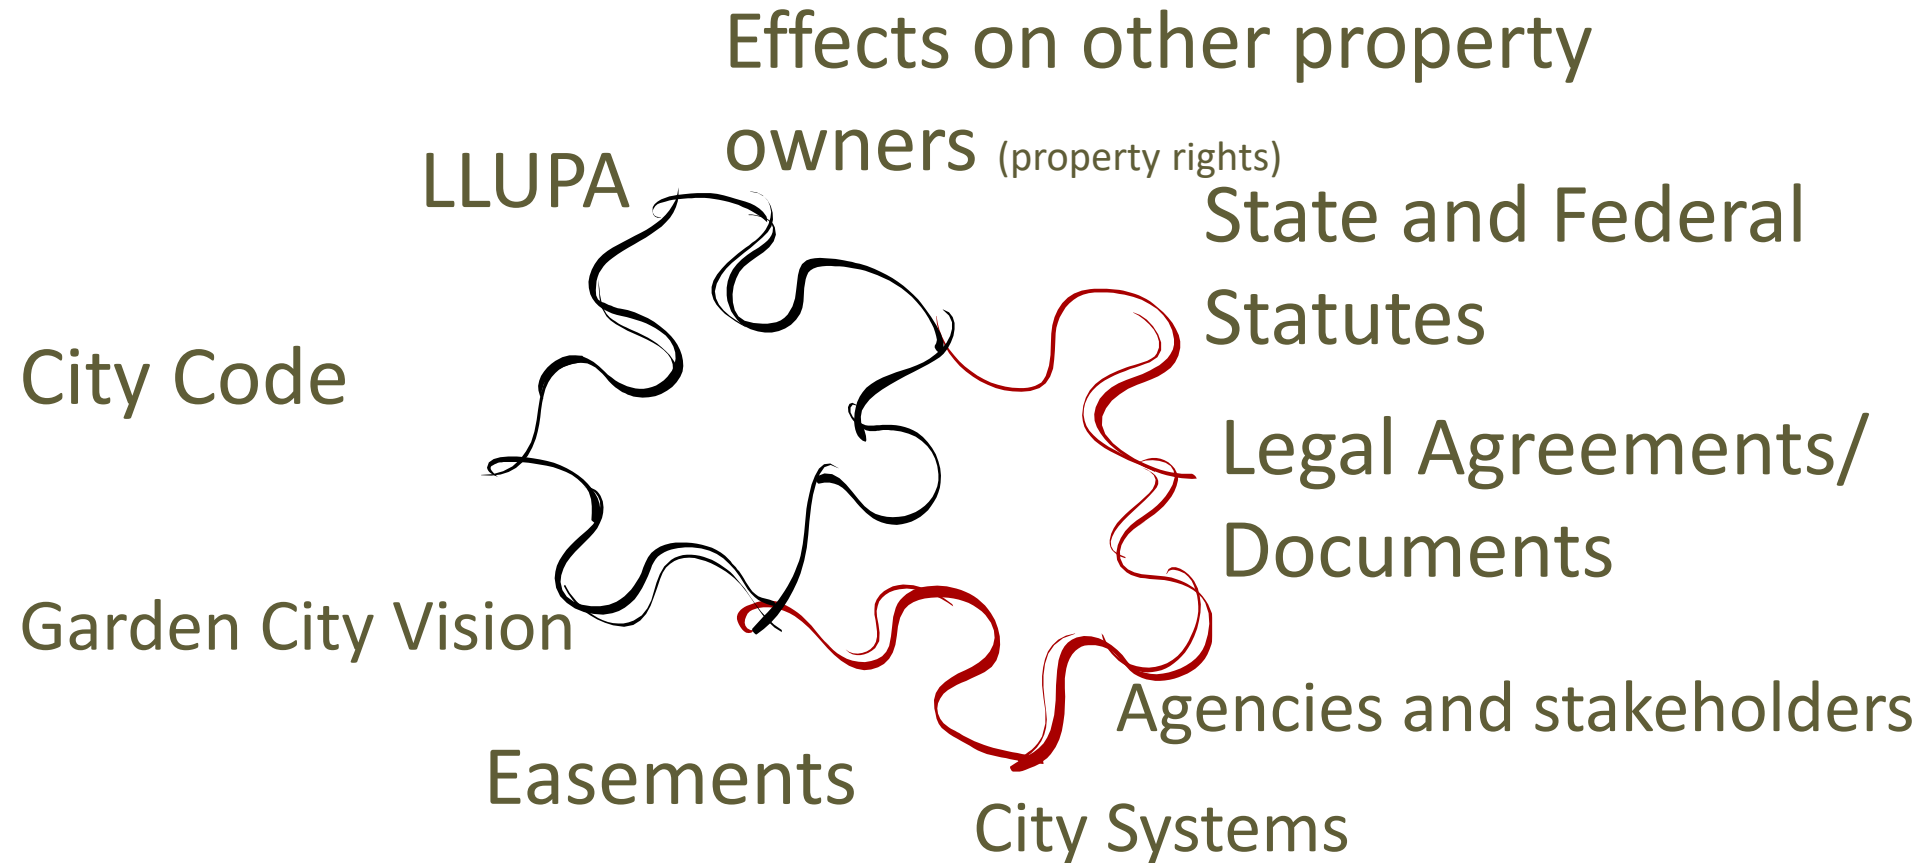 Effects on other property
owners (property rights)
LLUPA
State and Federal
Statutes
City Code
Legal Agreements/
Documents
Garden City Vision
Agencies and stakeholders
Easements
City Systems